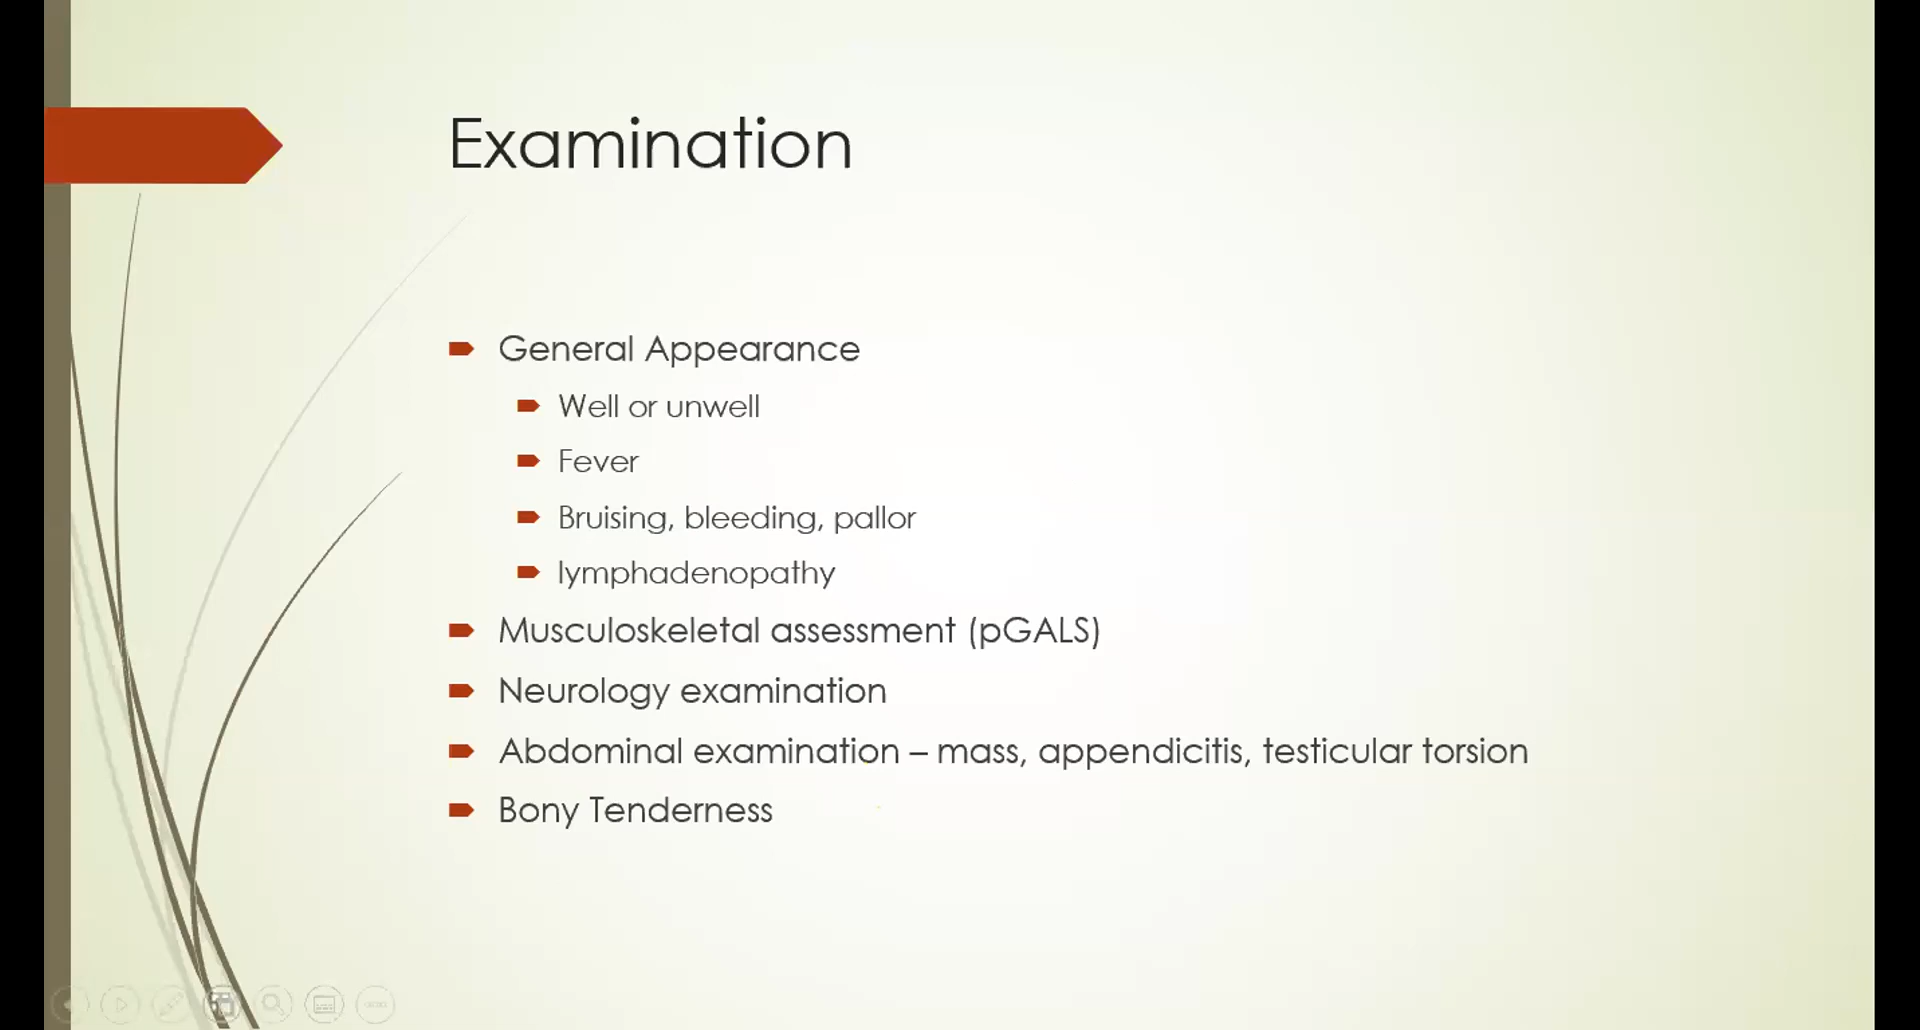 Examination
General Appearance
Well or unwell
Fever
Bruising, bleeding, pallor
lymphadenopathy
Musculoskeletal assessment (pGALS)
Neurology examination
Abdominal examination – mass, appendicitis, testicular torsion
Bony Tenderness